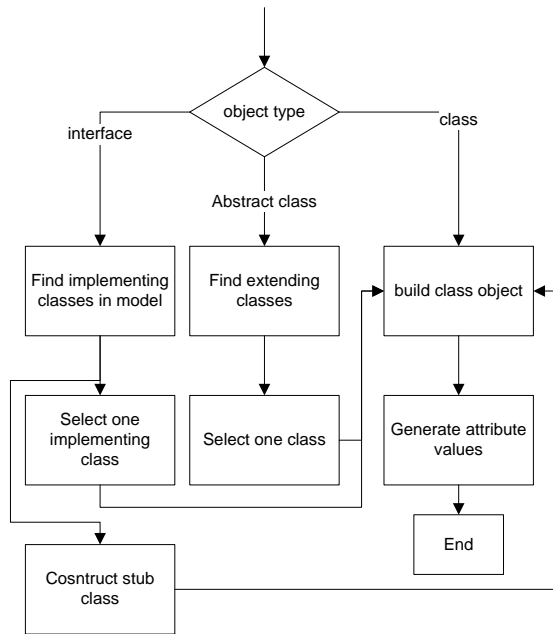 object type
interface
class
Abstract class
Find implementing
classes in model
Find extending
classes
build class object
Select one
implementing
class
Select one class
Generate attribute
values
End
Cosntruct stub
class